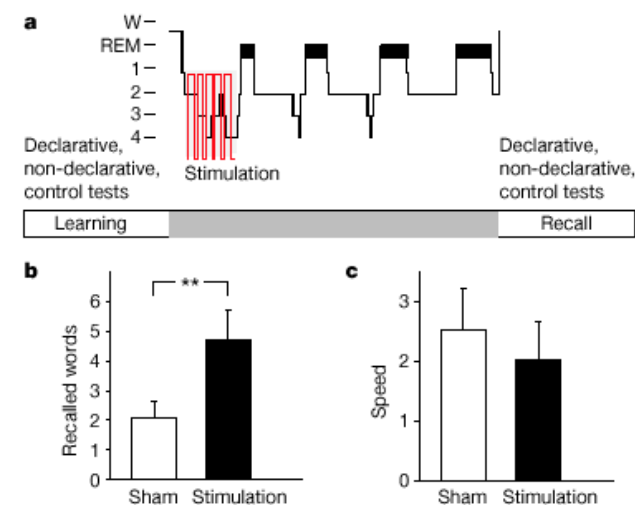 a
W
REM
1
2
3
4
Declarative,
non-declarative,
control tests
Stimulation
Declarative,
non-declarative,
control tests
Learning
Recall
b
**
6
5
4
3
2
1
0
Recalled words
Sham Stimulation
c
3
2
1
0
Speed
Sham Stimulation